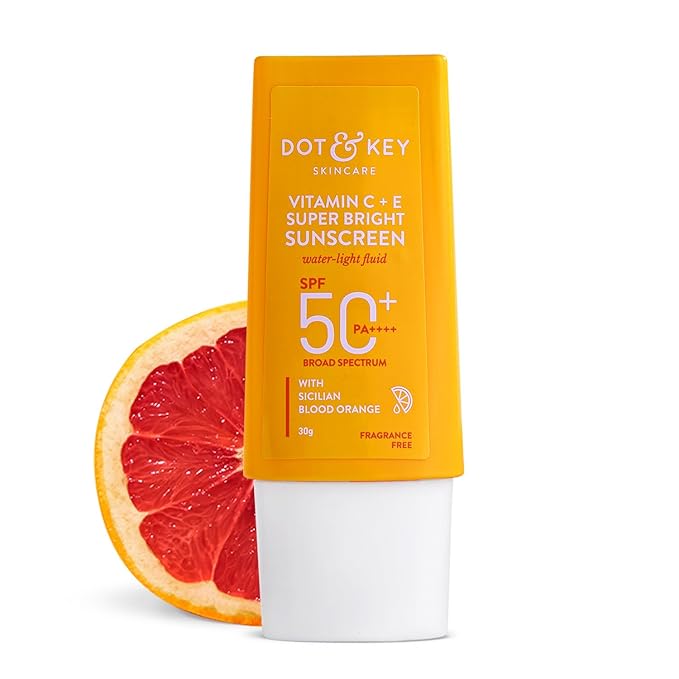 DOT & KEY
SKINCARE
VITAMIN C + E
SUPER BRIGHT
SUNSCREEN
water-light fluid
SPF
50+
PA++++
BROAD SPECTRUM
WITH
SICILIAN
BLOOD ORANGE
30g
FRAGRANCE
FREE